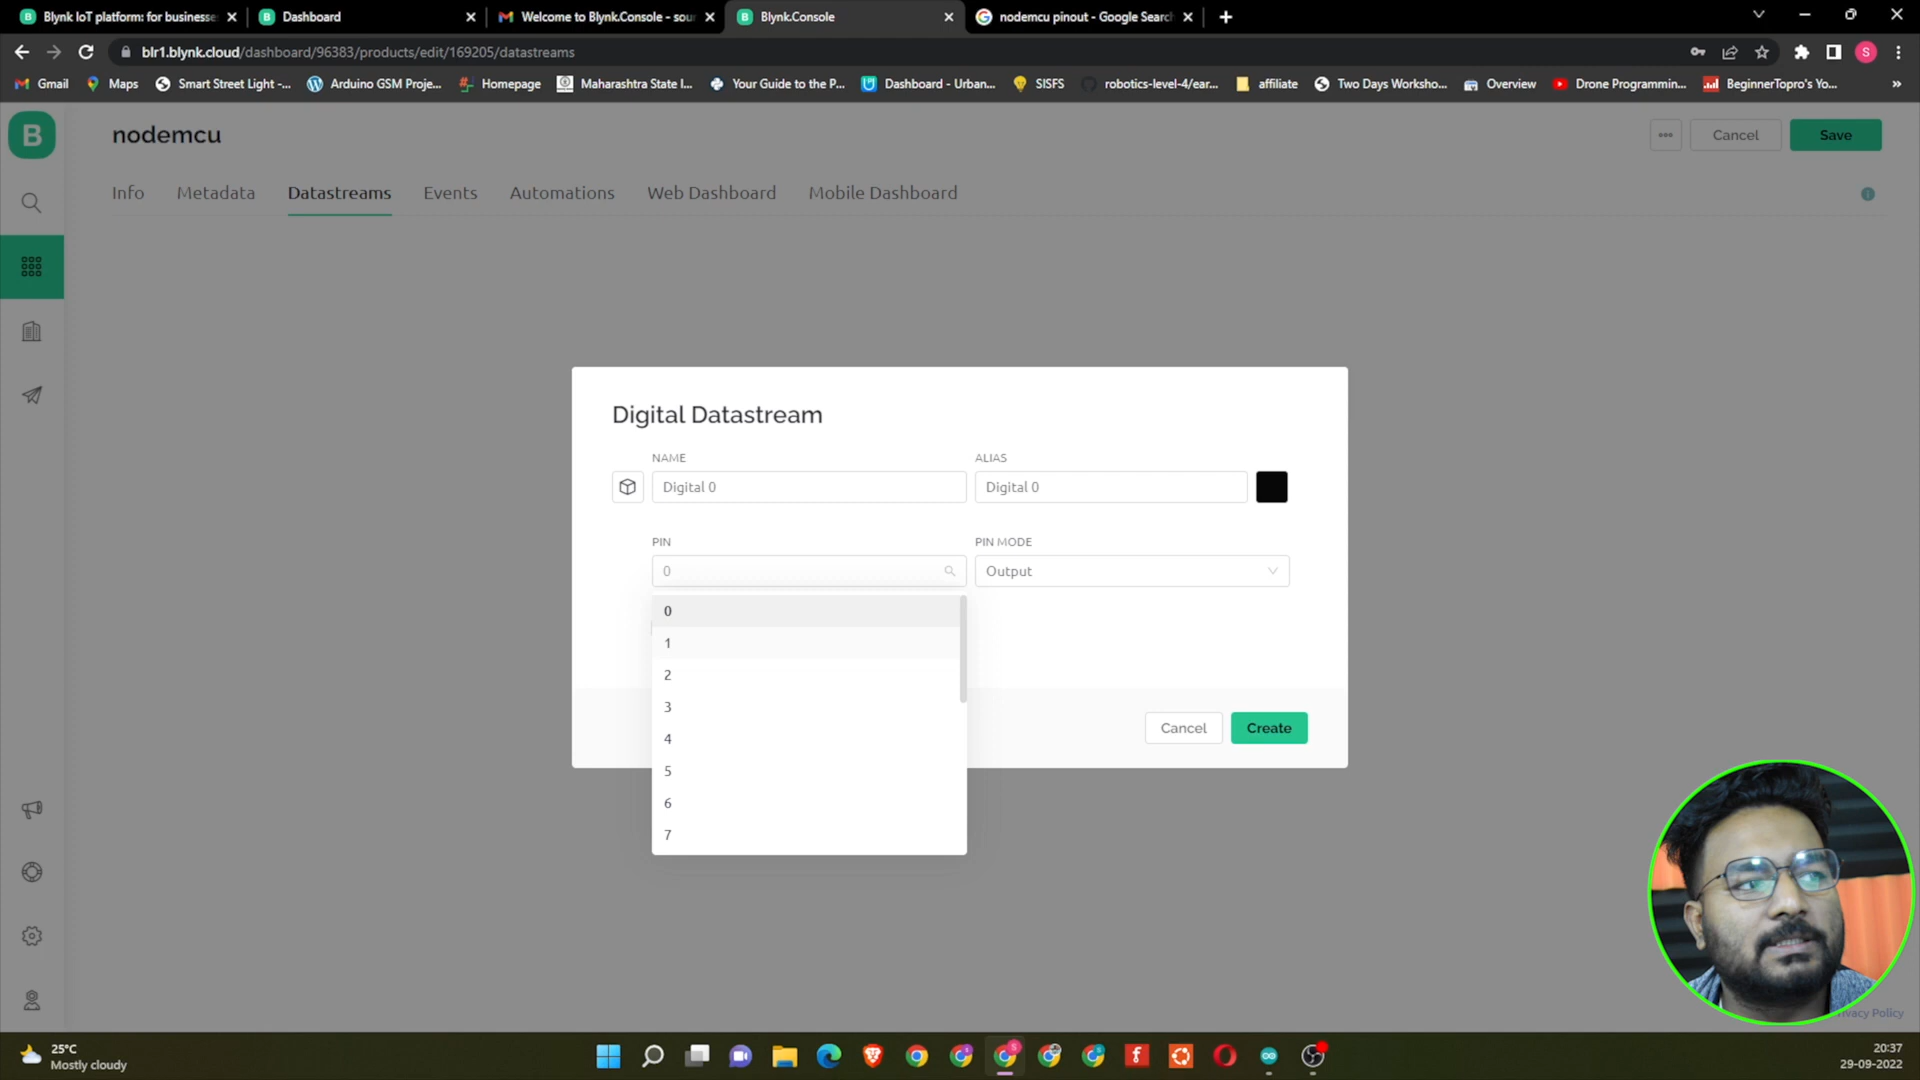 Blynk IoT platform: for businesse
Dashboard
Welcome to Blynk.Console - sou
Blynk.Console
nodemcu pinout - Google Searc
blr1.blynk.cloud/dashboard/96383/products/edit/169205/datastreams
S
Gmail
Maps
Smart Street Light -...
Arduino GSM Proje...
Homepage
Maharashtra State I...
Your Guide to the P...
Dashboard - Urban...
SISFS
robotics-level-4/ear...
affiliate
Two Days Worksho...
Overview
Drone Programmin...
BeginnerTopro's Yo...
»
B
nodemcu
Cancel
Save
Info
Metadata
Datastreams
Events
Automations
Web Dashboard
Mobile Dashboard
Digital Datastream
NAME
ALIAS
Digital 0
Digital 0
PIN
PIN MODE
0
Output
0
1
2
3
4
5
6
7
Cancel
Create
ivacy Policy
25°C
Mostly cloudy
20:37
29-09-2022